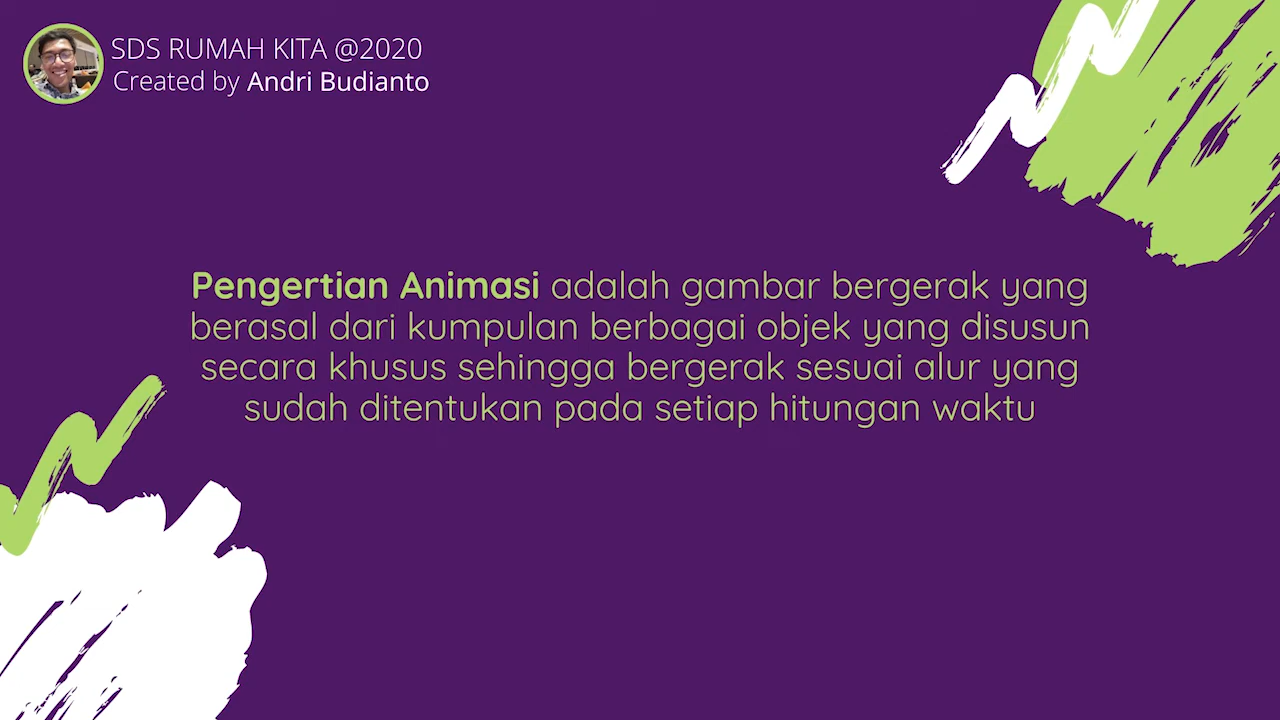 SDS RUMAH KITA @2020
Created by Andri Budianto
Pengertian Animasi adalah gambar bergerak yang
berasal dari kumpulan berbagai objek yang disusun
secara khusus sehingga bergerak sesuai alur yang
sudah ditentukan pada setiap hitungan waktu